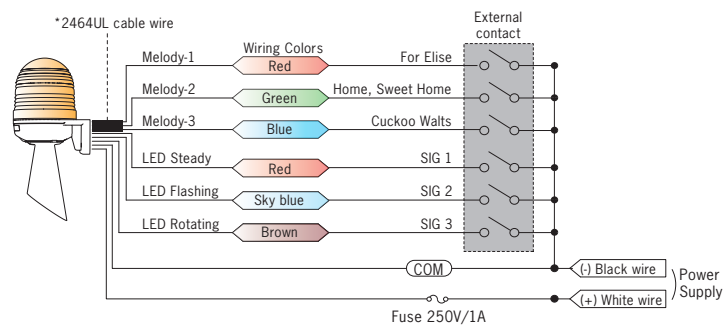 *2464UL cable wire
External contact
Wiring Colors
Melody-1 Red For Elise
Melody-2 Green Home, Sweet Home
Melody-3 Blue Cuckoo Walts
LED Steady Red SIG 1
LED Flashing Sky blue SIG 2
LED Rotating Brown SIG 3
COM (-) Black wire
Power Supply
(+) White wire
Fuse 250V/1A